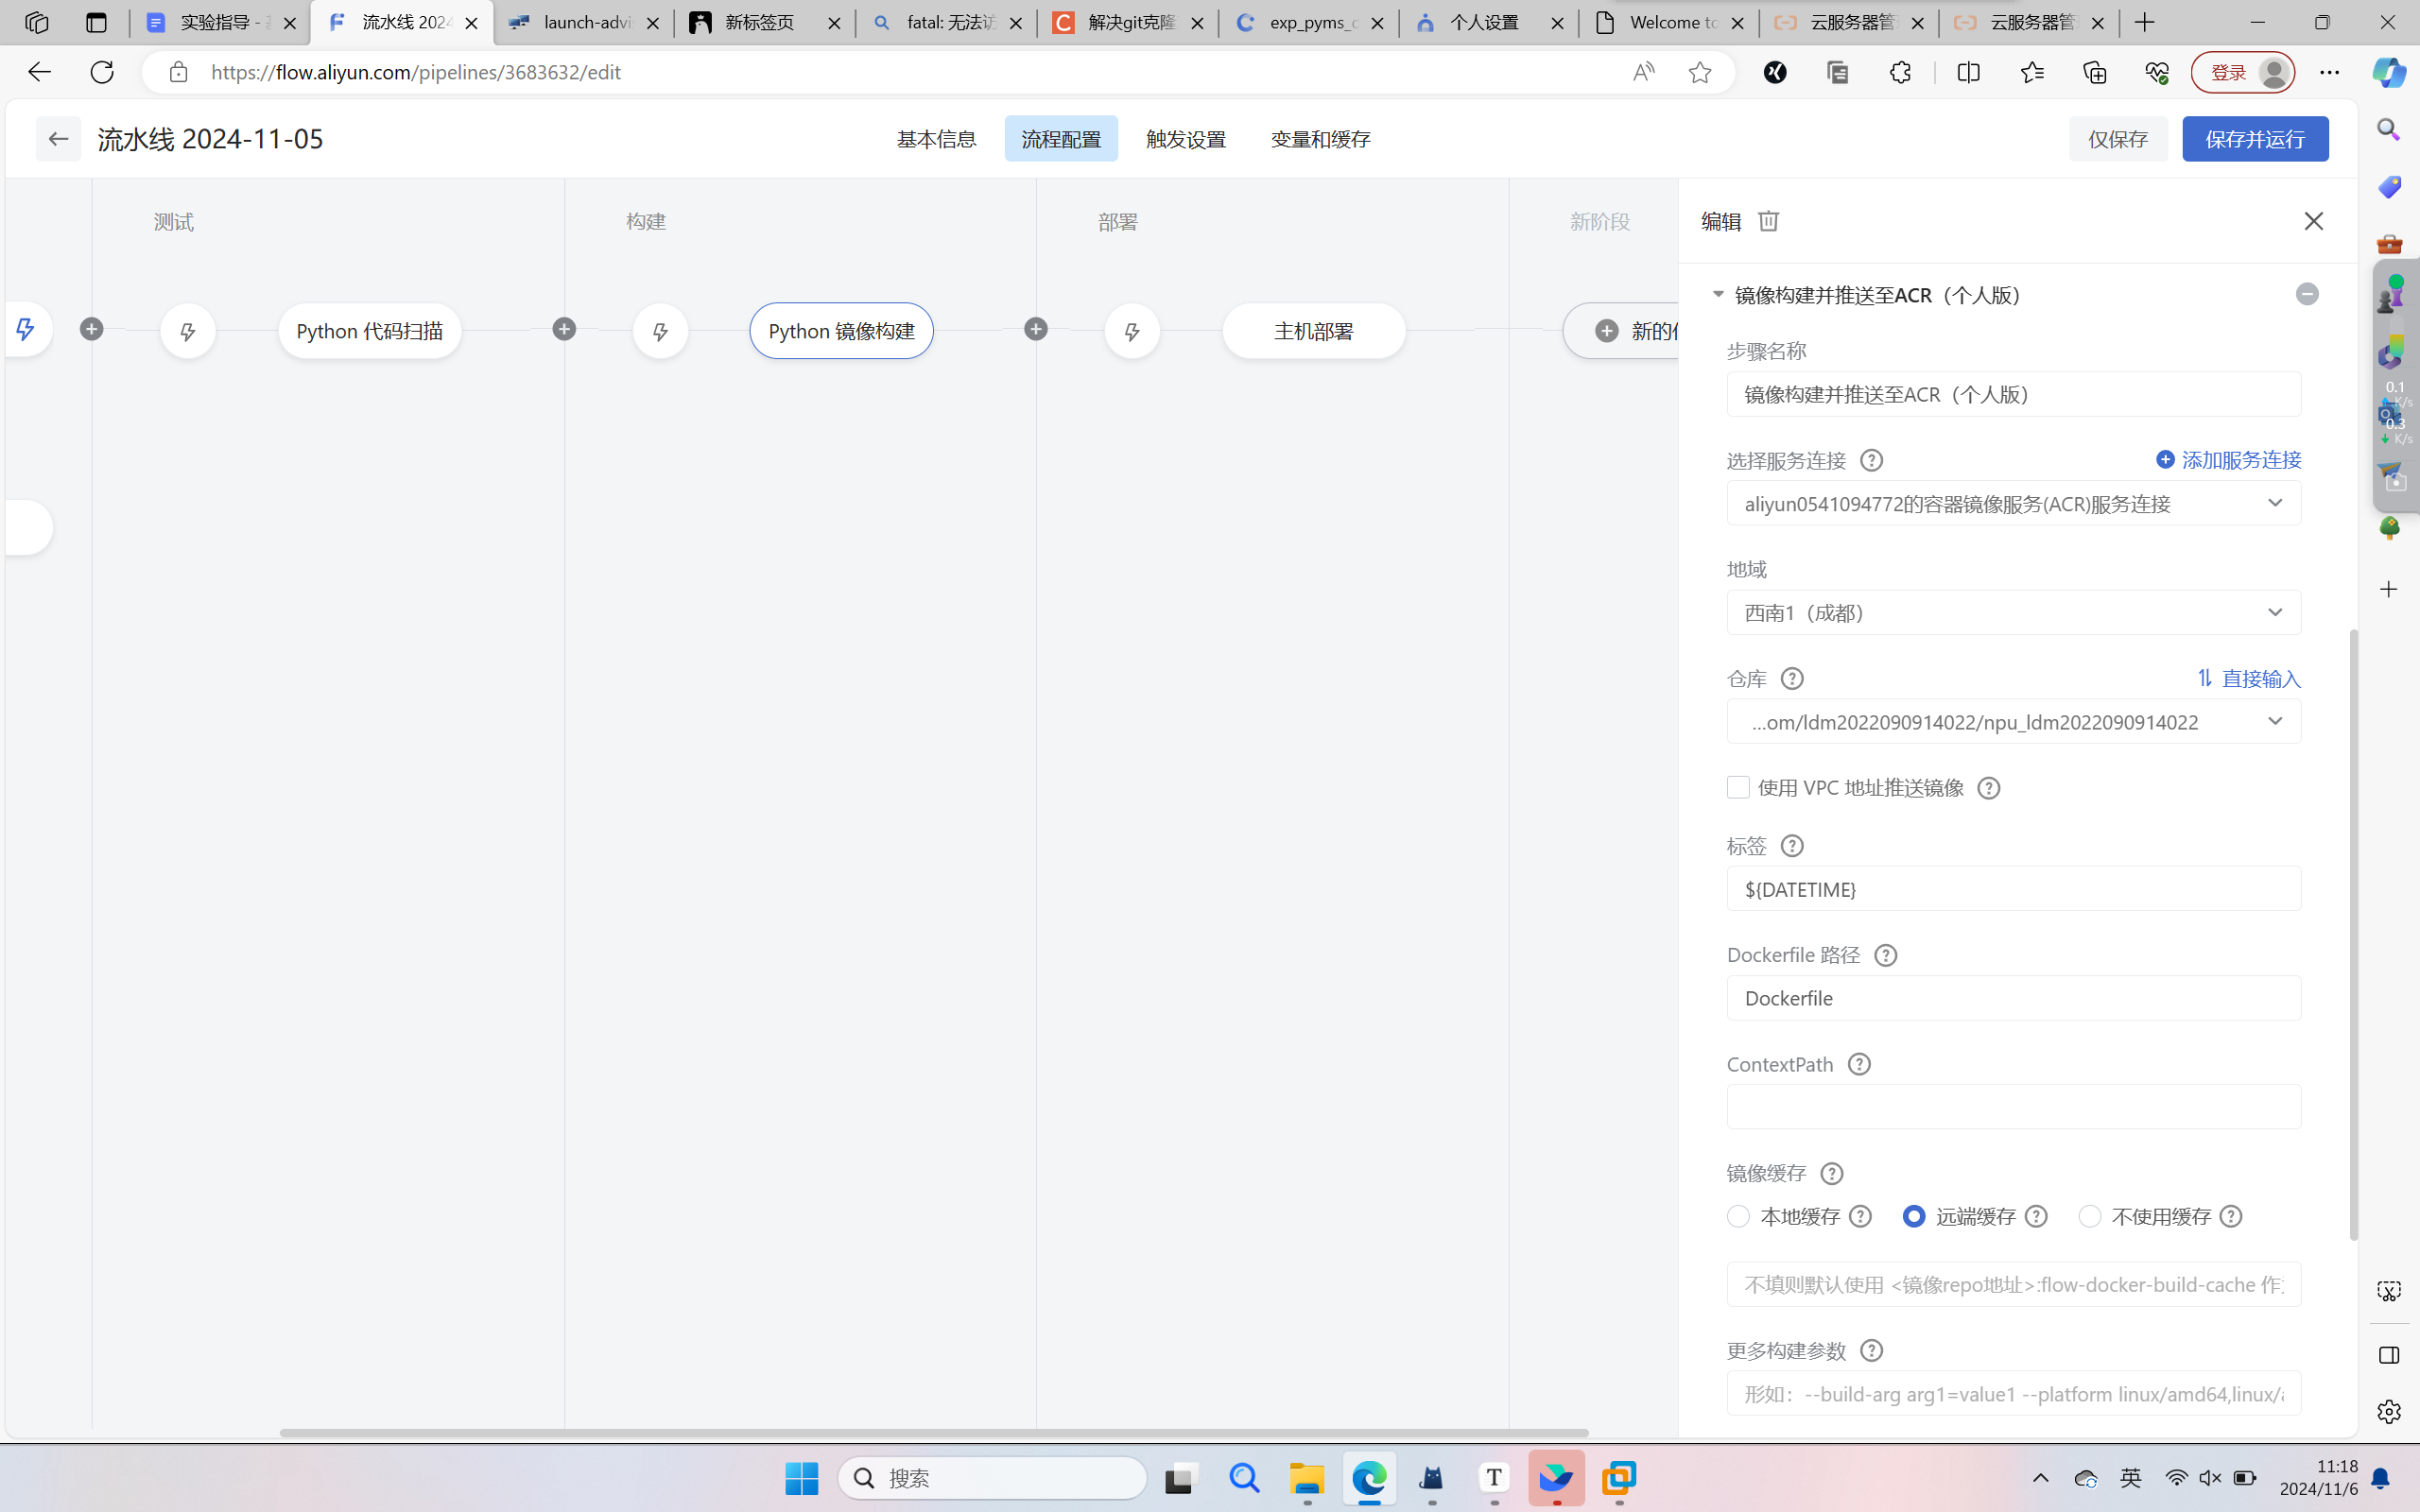 实验指导 -
流水线 2024
launch-advi
新标签页
fatal: 无法访
解决git克隆
exp_pyms_
个人设置
Welcome to
云服务器管
云服务器管
https://flow.aliyun.com/pipelines/3683632/edit
登录
流水线 2024-11-05
基本信息
流程配置
触发设置
变量和缓存
仅保存
保存并运行
测试
构建
部署
新阶段
编辑
Python 代码扫描
Python 镜像构建
主机部署
新的
镜像构建并推送至ACR（个人版）
步骤名称
镜像构建并推送至ACR（个人版）
选择服务连接
添加服务连接
aliyun0541094772的容器镜像服务(ACR)服务连接
地域
西南1（成都）
仓库
直接输入
...om/ldm2022090914022/npu_ldm2022090914022
使用 VPC 地址推送镜像
标签
${DATETIME}
Dockerfile 路径
Dockerfile
ContextPath
镜像缓存
本地缓存
远端缓存
不使用缓存
不填则默认使用 <镜像repo地址>:flow-docker-build-cache 作
更多构建参数
形如：--build-arg arg1=value1 --platform linux/amd64,linux/a
0.1
K/s
0.3
K/s
搜索
英
11:18
2024/11/6